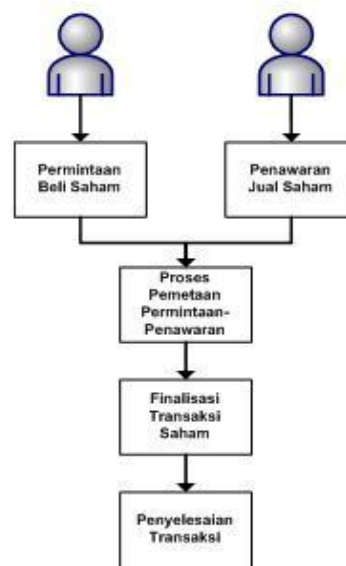 Permintaan
Beli Saham
Penawaran
Jual Saham
Proses
Pemetaan
Permintaan-
Penawaran
Finalisasi
Transaksi
Saham
Penyelesaian
Transaksi